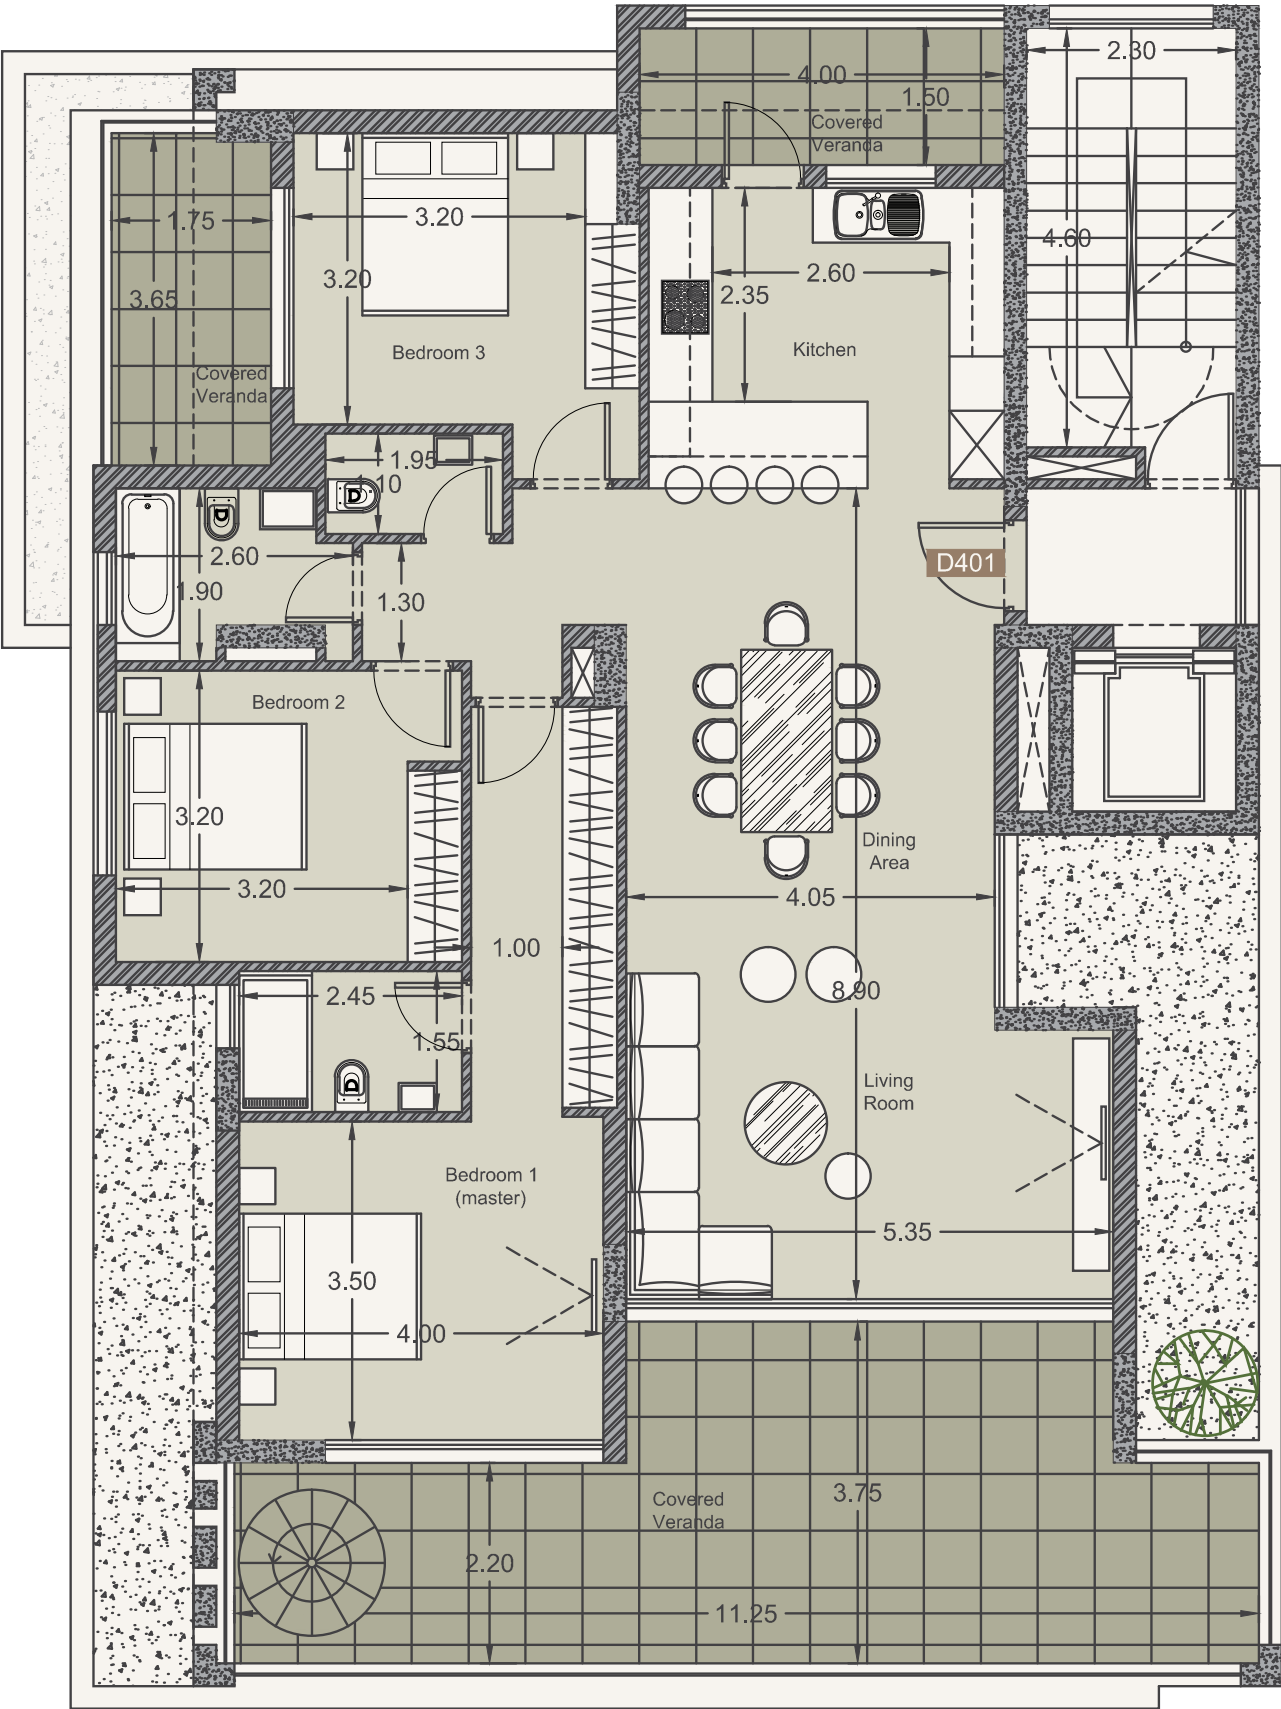 2.30
4.00
1.50
Covered
Veranda
1.75
3.20
4.60
3.20
2.60
2.35
3.65
Bedroom 3
Kitchen
Covered
Veranda
1.95
1.10
2.60
D401
1.90
1.30
Bedroom 2
3.20
Dining
Area
3.20
4.05
1.00
2.45
8.90
1.55
Living
Room
Bedroom 1
(master)
5.35
3.50
4.00
Covered
Veranda
3.75
2.20
11.25